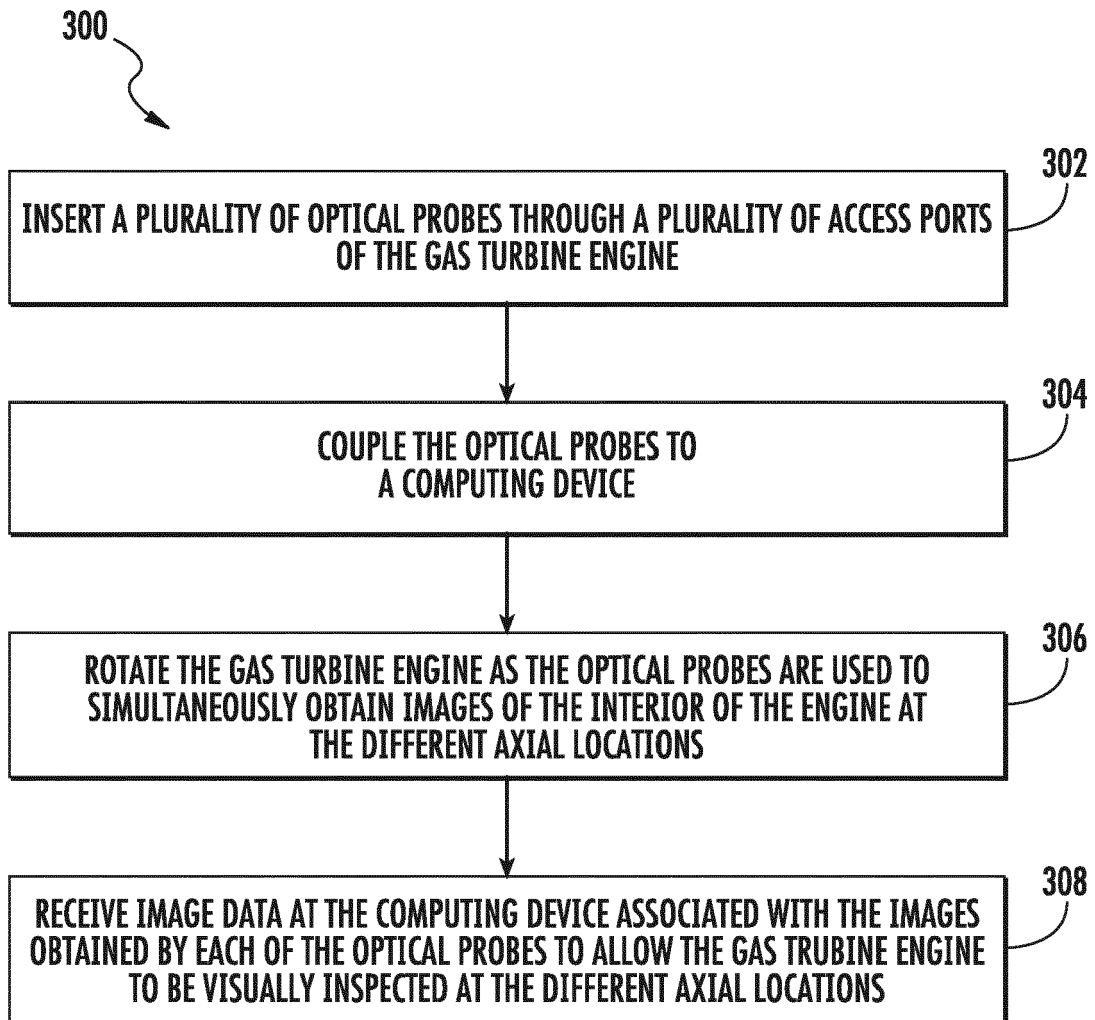 300
302
INSERT A PLURALITY OF OPTICAL PROBES THROUGH A PLURALITY OF ACCESS PORTS
OF THE GAS TURBINE ENGINE
304
COUPLE THE OPTICAL PROBES TO
A COMPUTING DEVICE
306
ROTATE THE GAS TURBINE ENGINE AS THE OPTICAL PROBES ARE USED TO
SIMULTANEOUSLY OBTAIN IMAGES OF THE INTERIOR OF THE ENGINE AT
THE DIFFERENT AXIAL LOCATIONS
308
RECEIVE IMAGE DATA AT THE COMPUTING DEVICE ASSOCIATED WITH THE IMAGES
OBTAINED BY EACH OF THE OPTICAL PROBES TO ALLOW THE GAS TRUBINE ENGINE
TO BE VISUALLY INSPECTED AT THE DIFFERENT AXIAL LOCATIONS